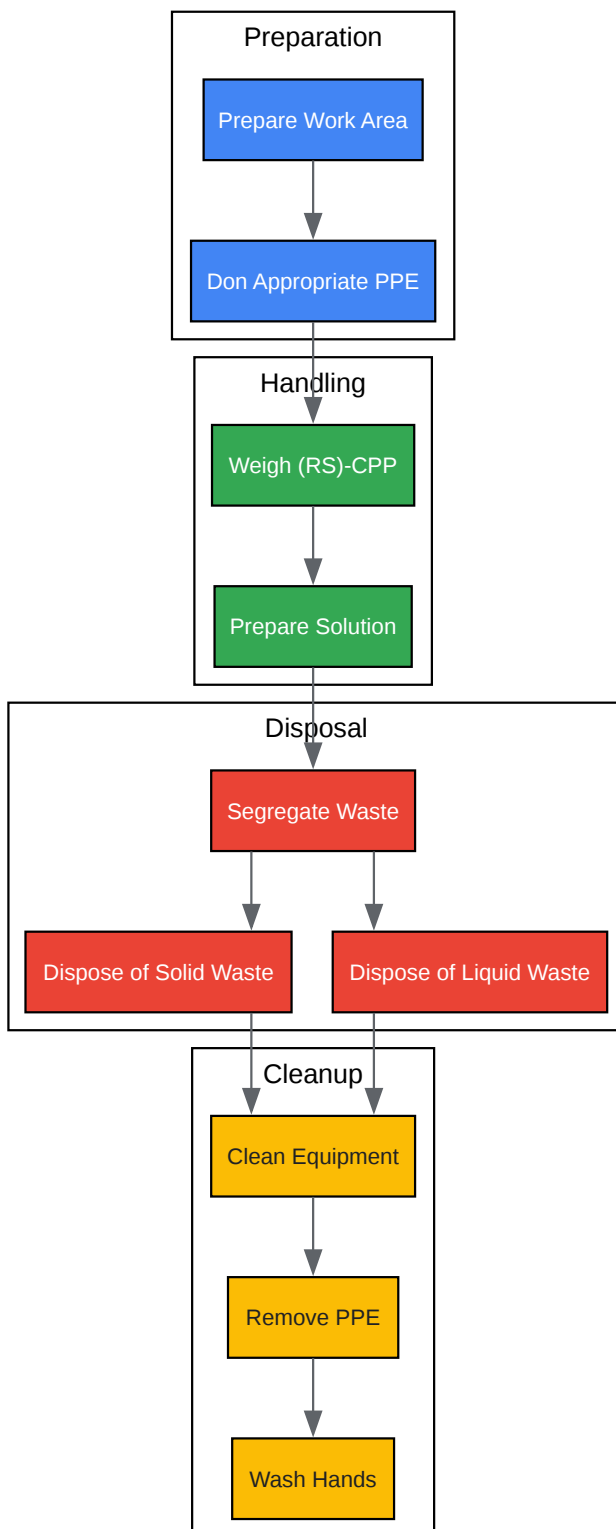 Preparation
Prepare Work Area
Don Appropriate PPE
Handling
Weigh (RS)-CPP
Prepare Solution
Disposal
Segregate Waste
Dispose of Solid Waste
Dispose of Liquid Waste
Cleanup
Clean Equipment
Remove PPE
Wash Hands